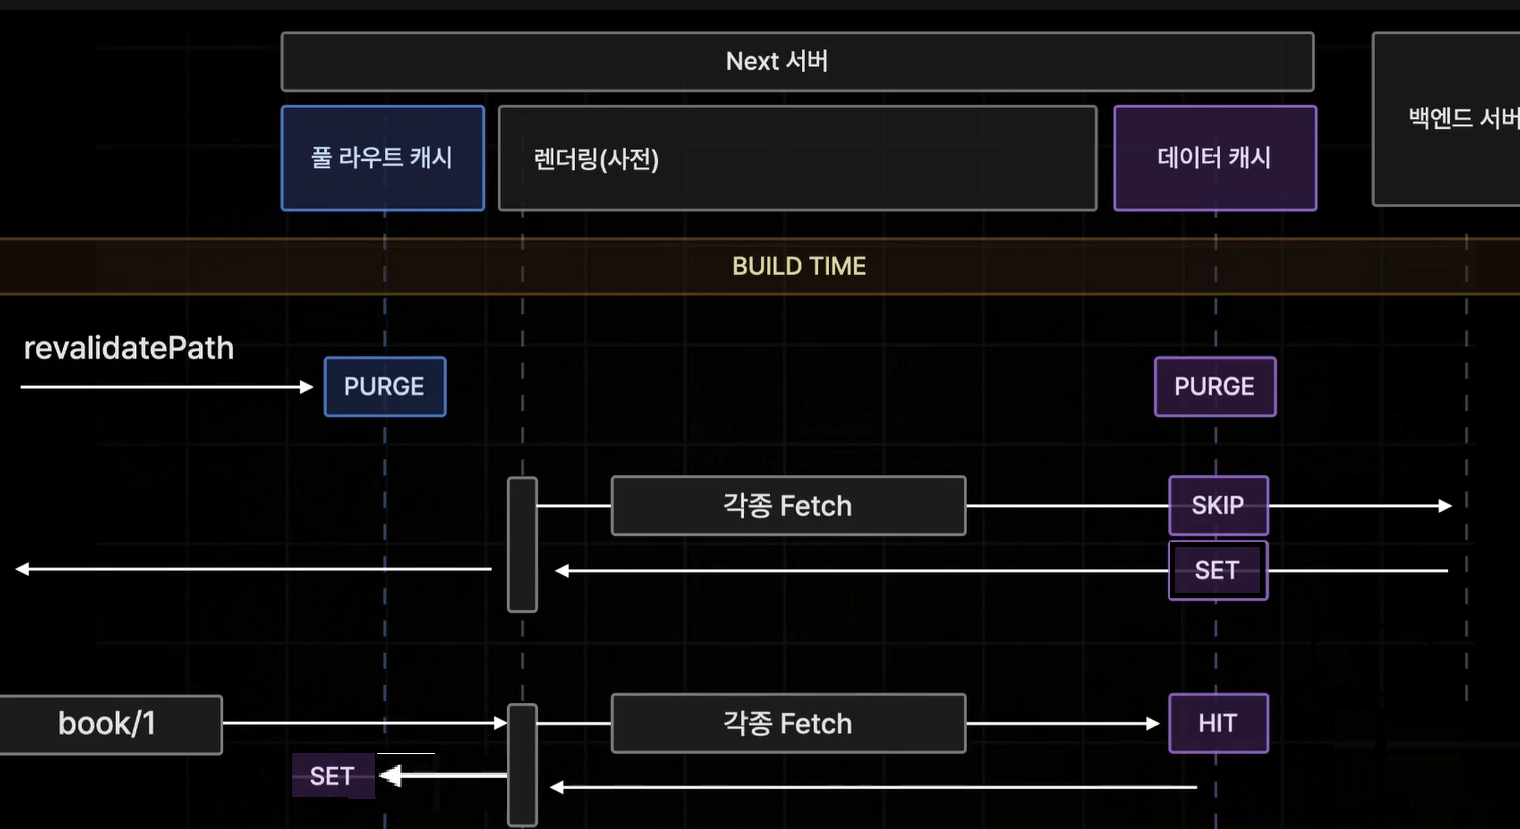 Next 서버
풀 라우트 캐시
렌더링(사전)
데이터 캐시
백엔드 서버
BUILD TIME
revalidatePath
PURGE
PURGE
각종 Fetch
SKIP
SET
book/1
각종 Fetch
HIT
SET